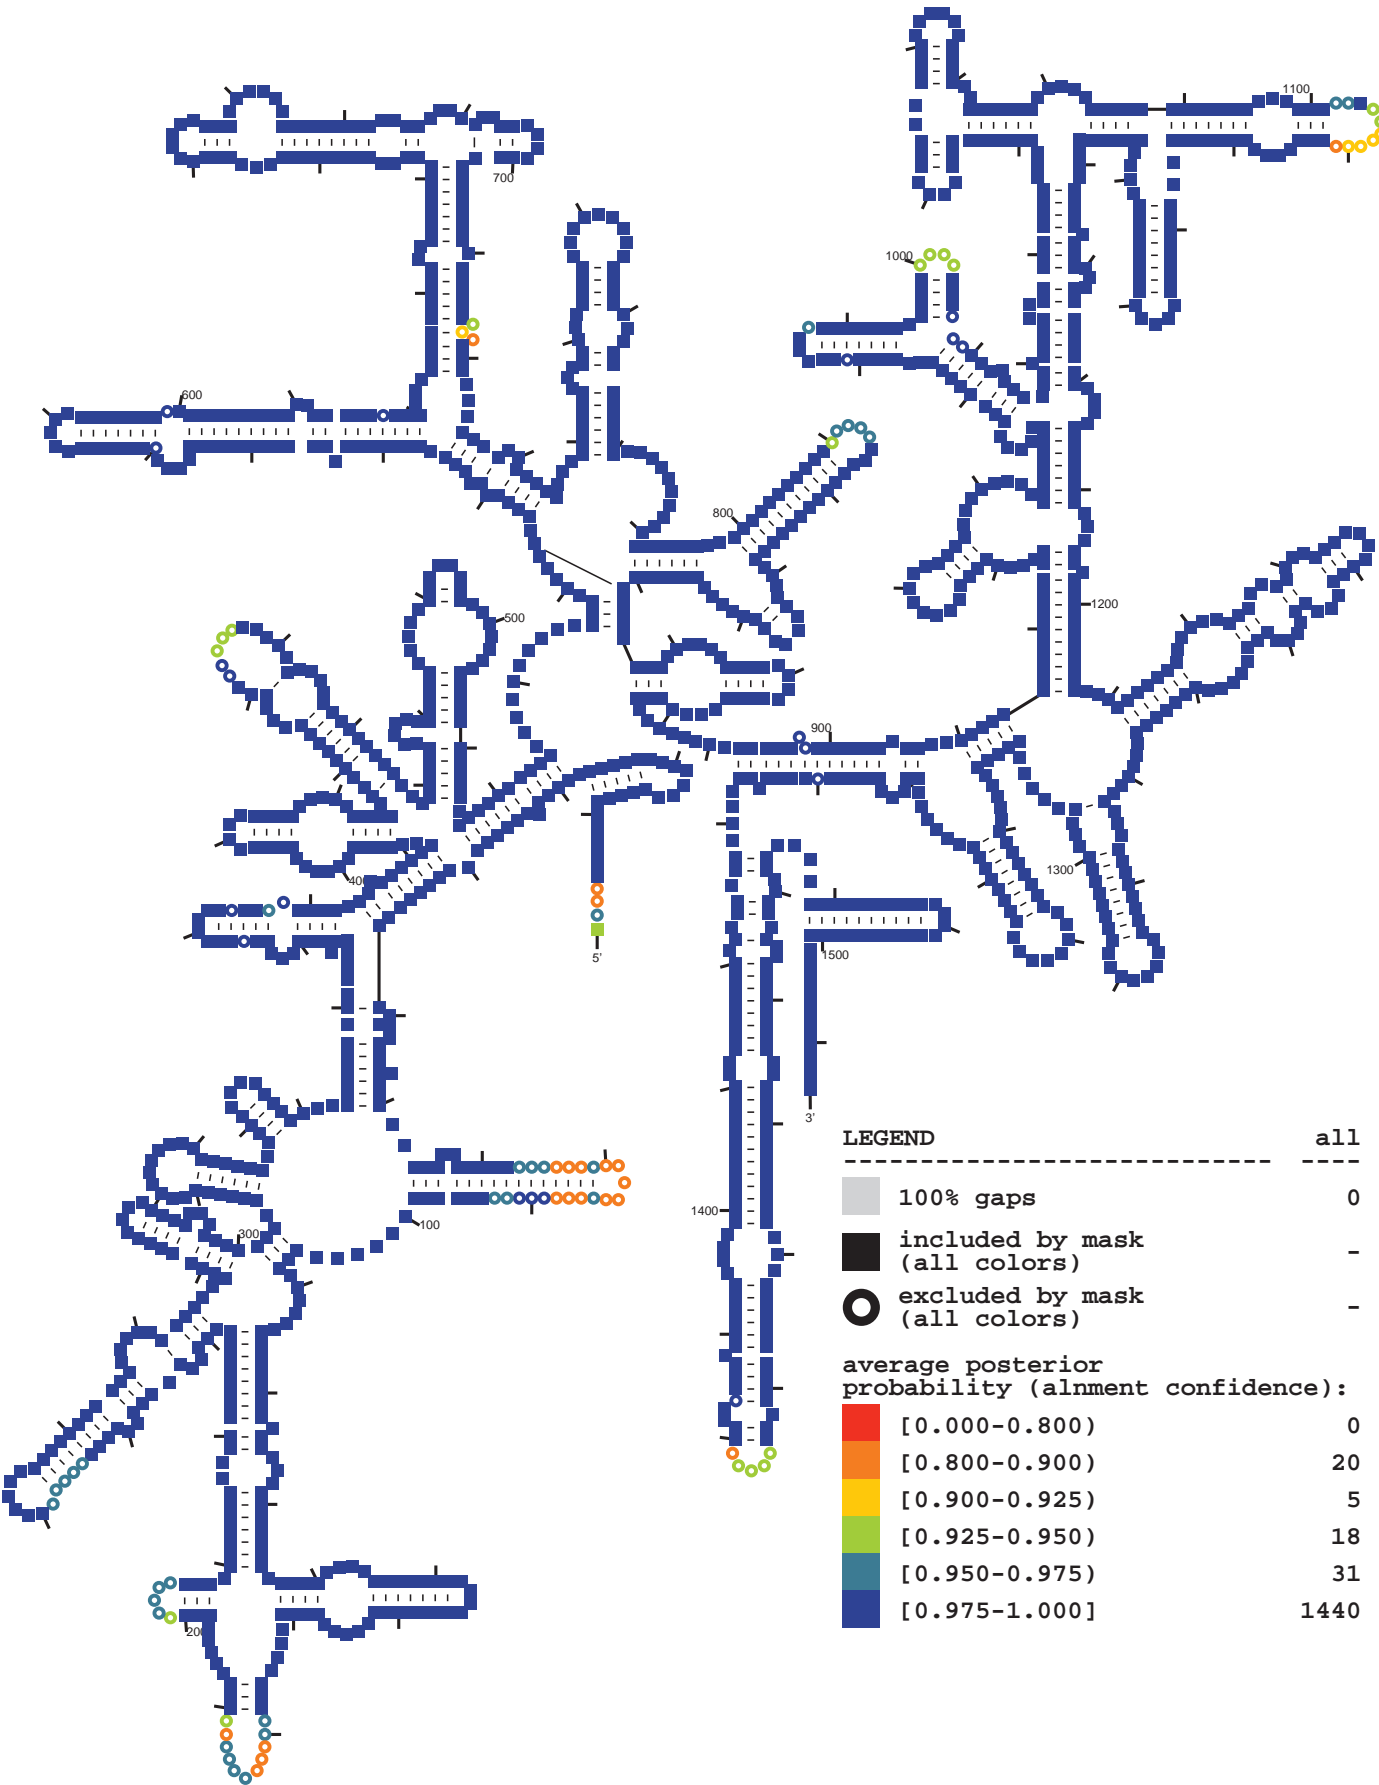 1100
700
1000
600
800
500
1200
900
400
1300
1500
5'
3'
100
300
1400
200
LEGEND all
100% gaps 0
included by mask -
(all colors)
excluded by mask -
(all colors)
average posterior
probability (alnment confidence):
[0.000-0.800) 0
[0.800-0.900) 20
[0.900-0.925) 5
[0.925-0.950) 18
[0.950-0.975) 31
[0.975-1.000] 1440